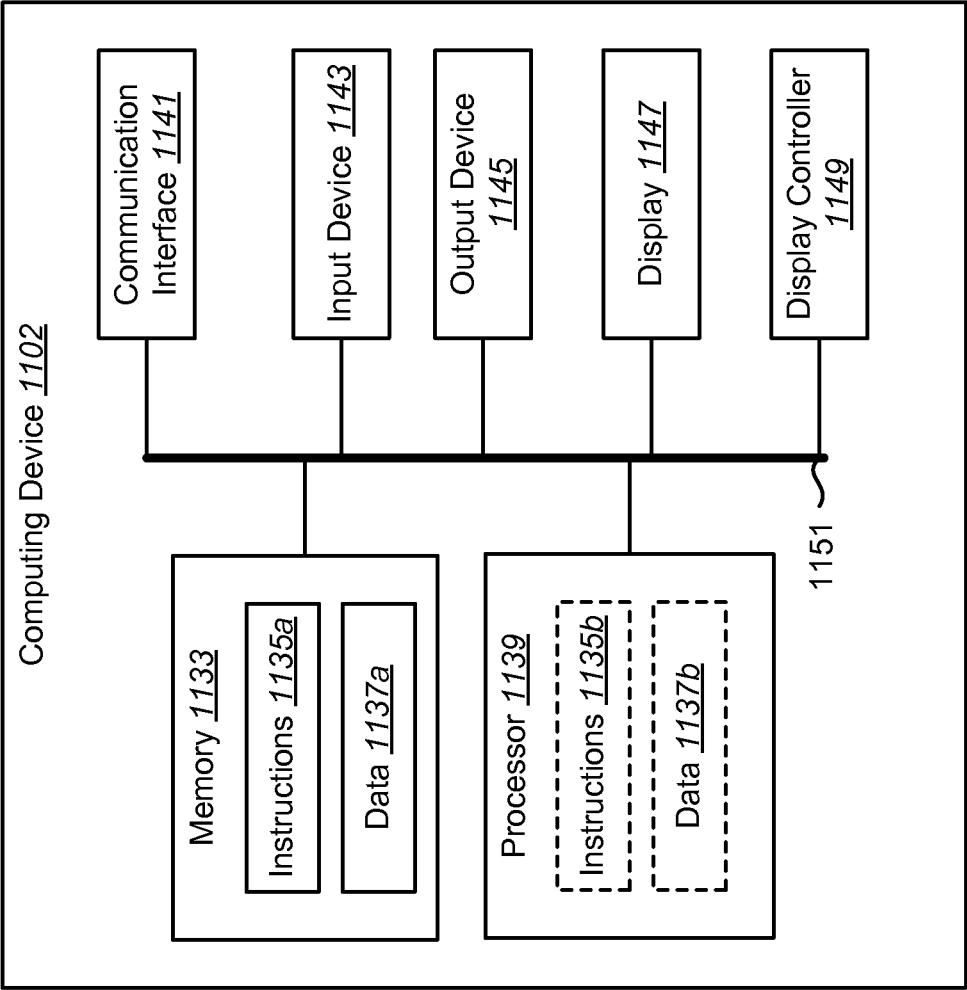 Computing Device 1102
Memory 1133
Instructions 1135a
Data 1137a
Processor 1139
Instructions 1135b
Data 1137b
1151
Communication
Interface 1141
Input Device 1143
Output Device
1145
Display 1147
Display Controller
1149